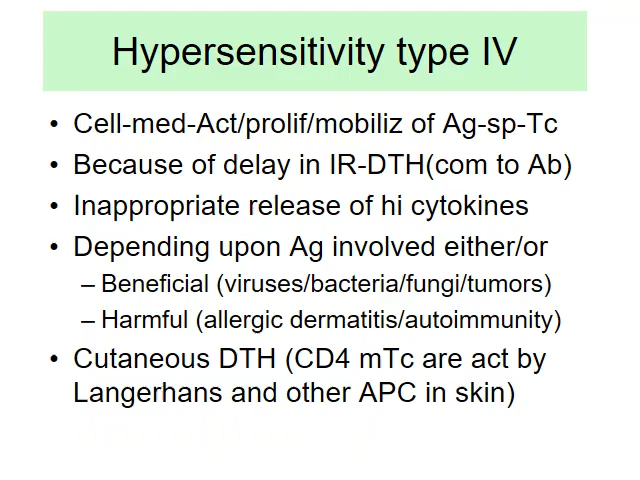 Hypersensitivity type IV
• Cell-med-Act/prolif/mobiliz of Ag-sp-Tc
• Because of delay in IR-DTH(com to Ab)
• Inappropriate release of hi cytokines
• Depending upon Ag involved either/or
– Beneficial (viruses/bacteria/fungi/tumors)
– Harmful (allergic dermatitis/autoimmunity)
• Cutaneous DTH (CD4 mTc are act by
Langerhans and other APC in skin)